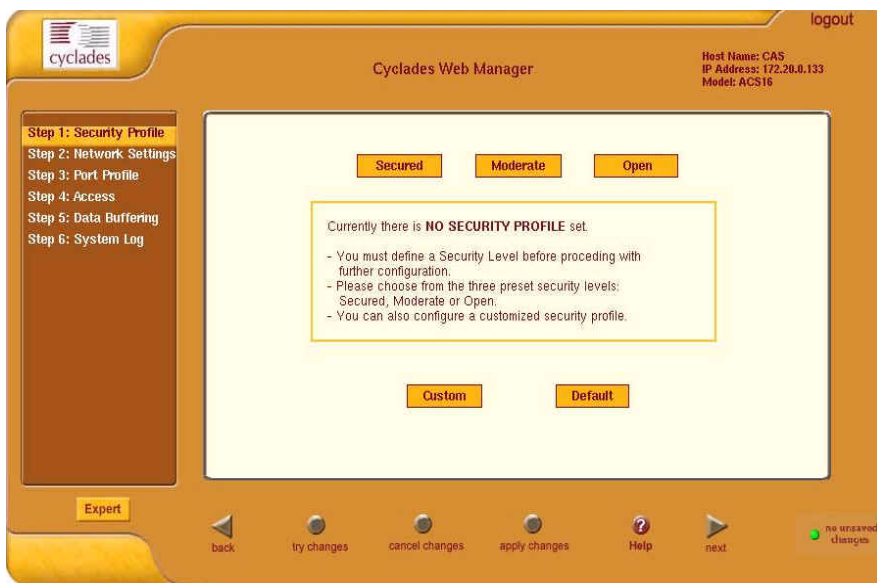 logout
cyclades
Cyclades Web Manager
Host Name: CAS
IP Address: 172.20.0.133
Model: ACS16
Step 1: Security Profile
Step 2: Network Settings
Step 3: Port Profile
Step 4: Access
Step 5: Data Buffering
Step 6: System Log
Secured
Moderate
Open
Currently there is NO SECURITY PROFILE set.
- You must define a Security Level before proceding with
further configuration.
- Please choose from the three preset security levels:
Secured, Moderate or Open.
- You can also configure a customized security profile.
Custom
Default
Expert
back
try changes
cancel changes
apply changes
?
Help
next
no unsaved
changes